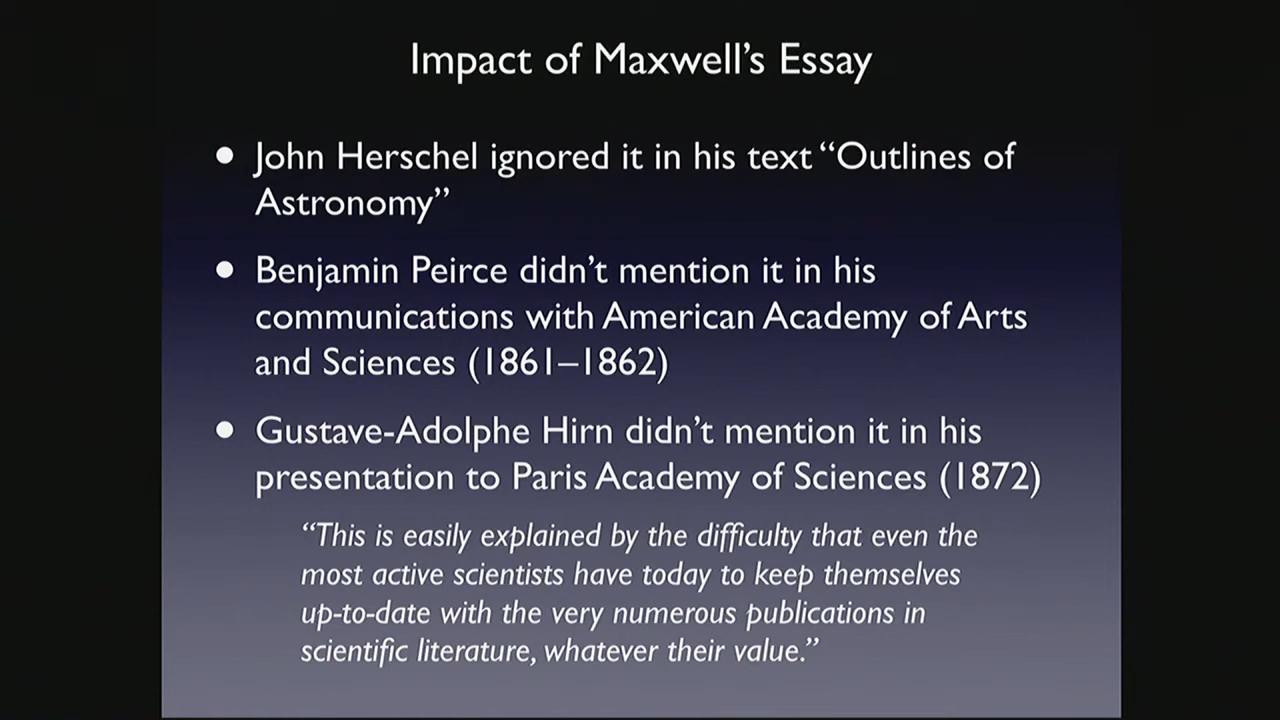 Impact of Maxwell's Essay
• John Herschel ignored it in his text “Outlines of
Astronomy”
• Benjamin Peirce didn't mention it in his
communications with American Academy of Arts
and Sciences (1861–1862)
• Gustave-Adolphe Hirn didn't mention it in his
presentation to Paris Academy of Sciences (1872)
“This is easily explained by the difficulty that even the
most active scientists have today to keep themselves
up-to-date with the very numerous publications in
scientific literature, whatever their value.”